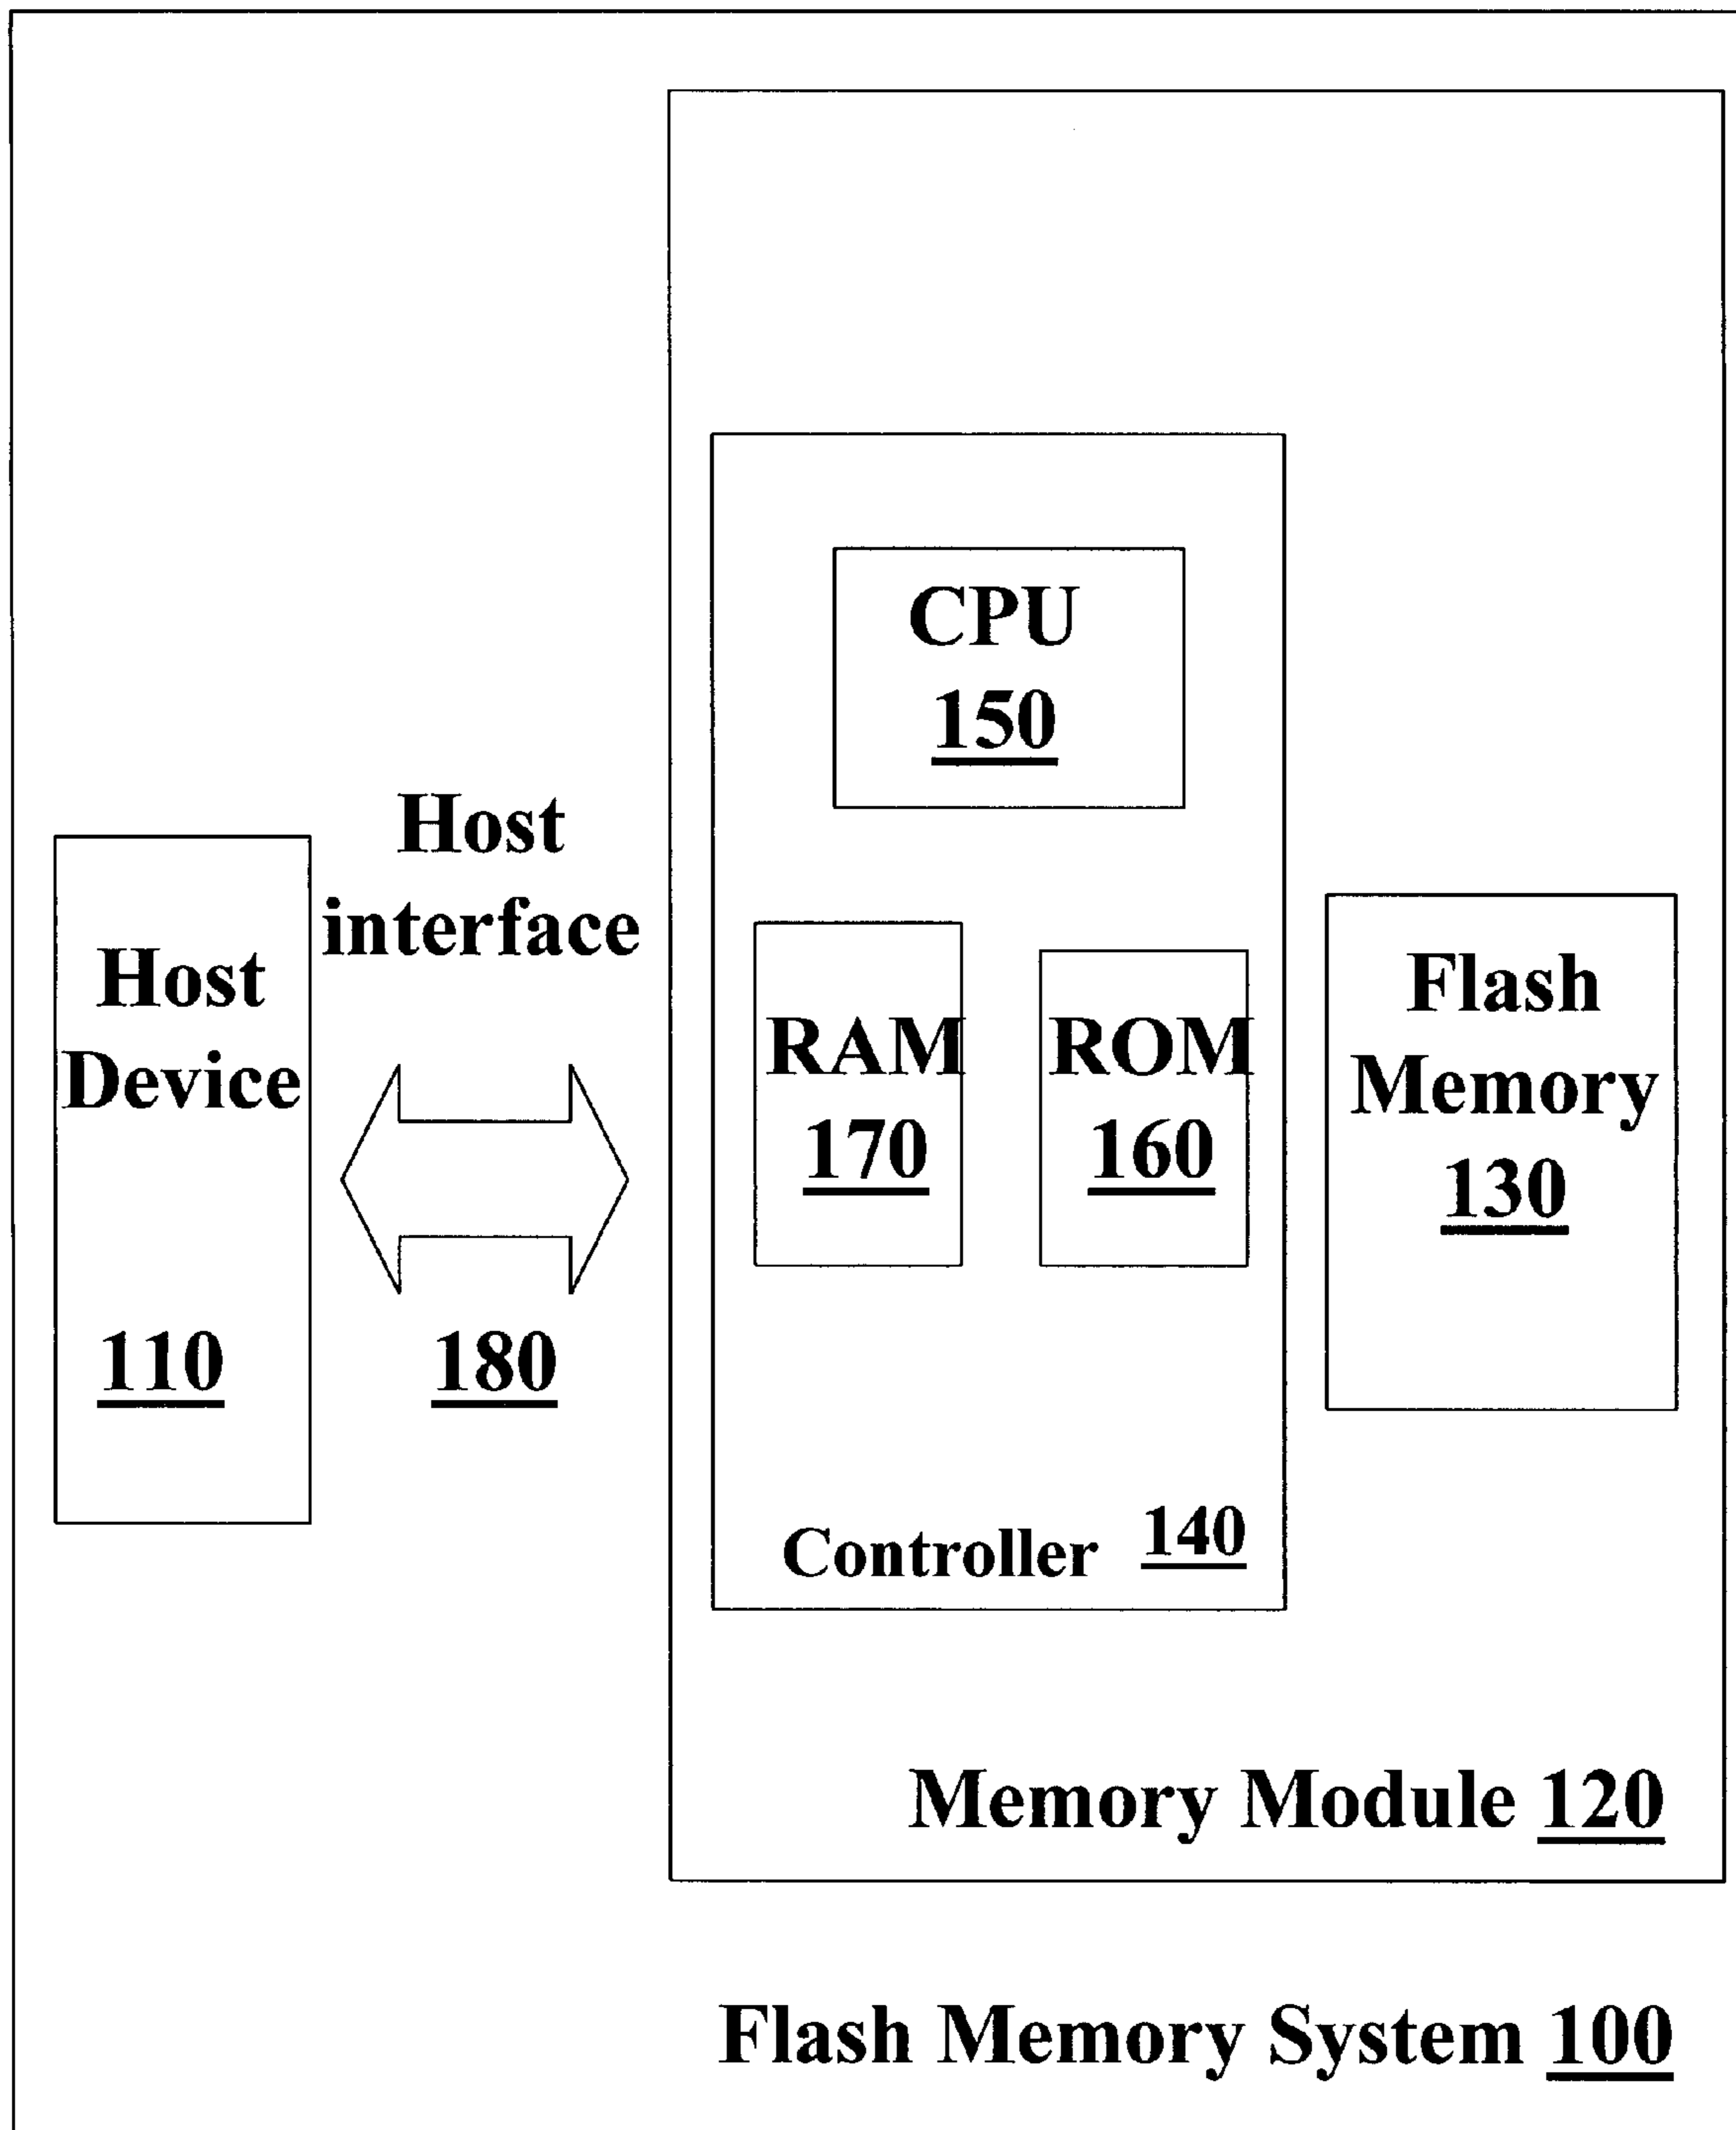 Host
Device
110
Host
interface
180
CPU
150
RAM
170
ROM
160
Controller 140
Flash
Memory
130
Memory Module 120
Flash Memory System 100